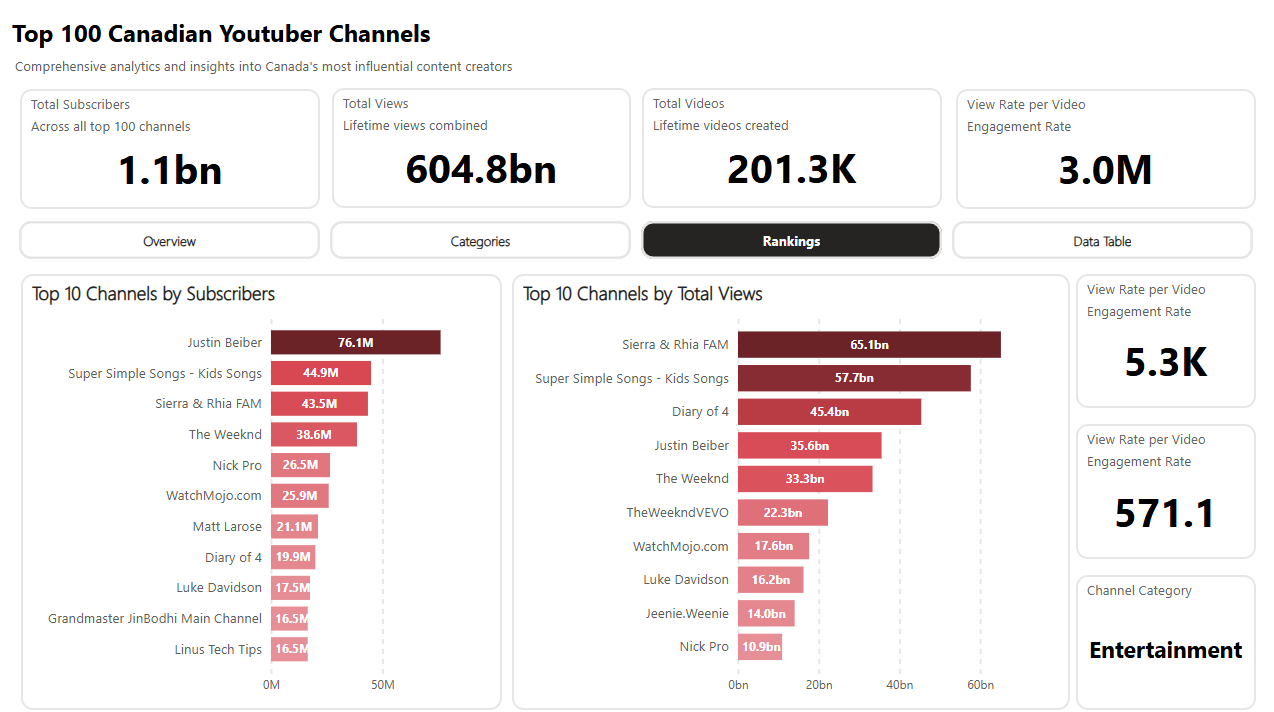 Top 100 Canadian Youtuber Channels
Comprehensive analytics and insights into Canada's most influential content creators
Total Subscribers
Across all top 100 channels
1.1bn
Total Views
Lifetime views combined
604.8bn
Total Videos
Lifetime videos created
201.3K
View Rate per Video
Engagement Rate
3.0M
Overview
Categories
Rankings
Data Table
Top 10 Channels by Subscribers
Justin Beiber 76.1M
Super Simple Songs - Kids Songs 44.9M
Sierra & Rhia FAM 43.5M
The Weeknd 38.6M
Nick Pro 26.5M
WatchMojo.com 25.9M
Matt Larose 21.1M
Diary of 4 19.9M
Luke Davidson 17.5M
Grandmaster JinBodhi Main Channel 16.5M
Linus Tech Tips 16.5M
0M 50M
Top 10 Channels by Total Views
Sierra & Rhia FAM 65.1bn
Super Simple Songs - Kids Songs 57.7bn
Diary of 4 45.4bn
Justin Beiber 35.6bn
The Weeknd 33.3bn
TheWeekndVEVO 22.3bn
WatchMojo.com 17.6bn
Luke Davidson 16.2bn
Jeenie.Weenie 14.0bn
Nick Pro 10.9bn
0bn 20bn 40bn 60bn
View Rate per Video
Engagement Rate
5.3K
View Rate per Video
Engagement Rate
571.1
Channel Category
Entertainment